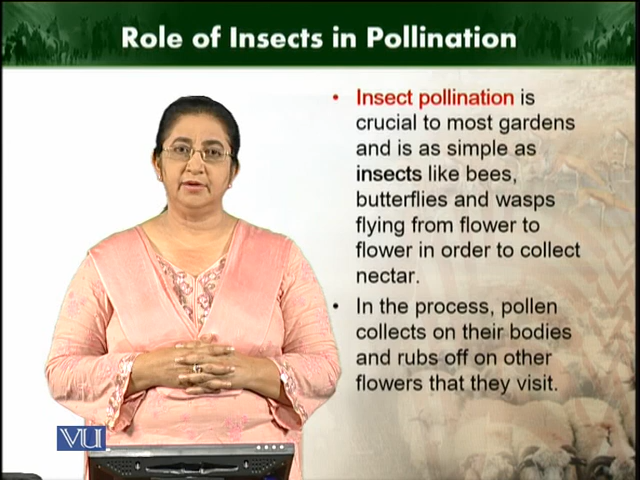 Role of Insects in Pollination
• Insect pollination is
crucial to most gardens
and is as simple as
insects like bees,
butterflies and wasps
flying from flower to
flower in order to collect
nectar.
• In the process, pollen
collects on their bodies
and rubs off on other
flowers that they visit.
VU